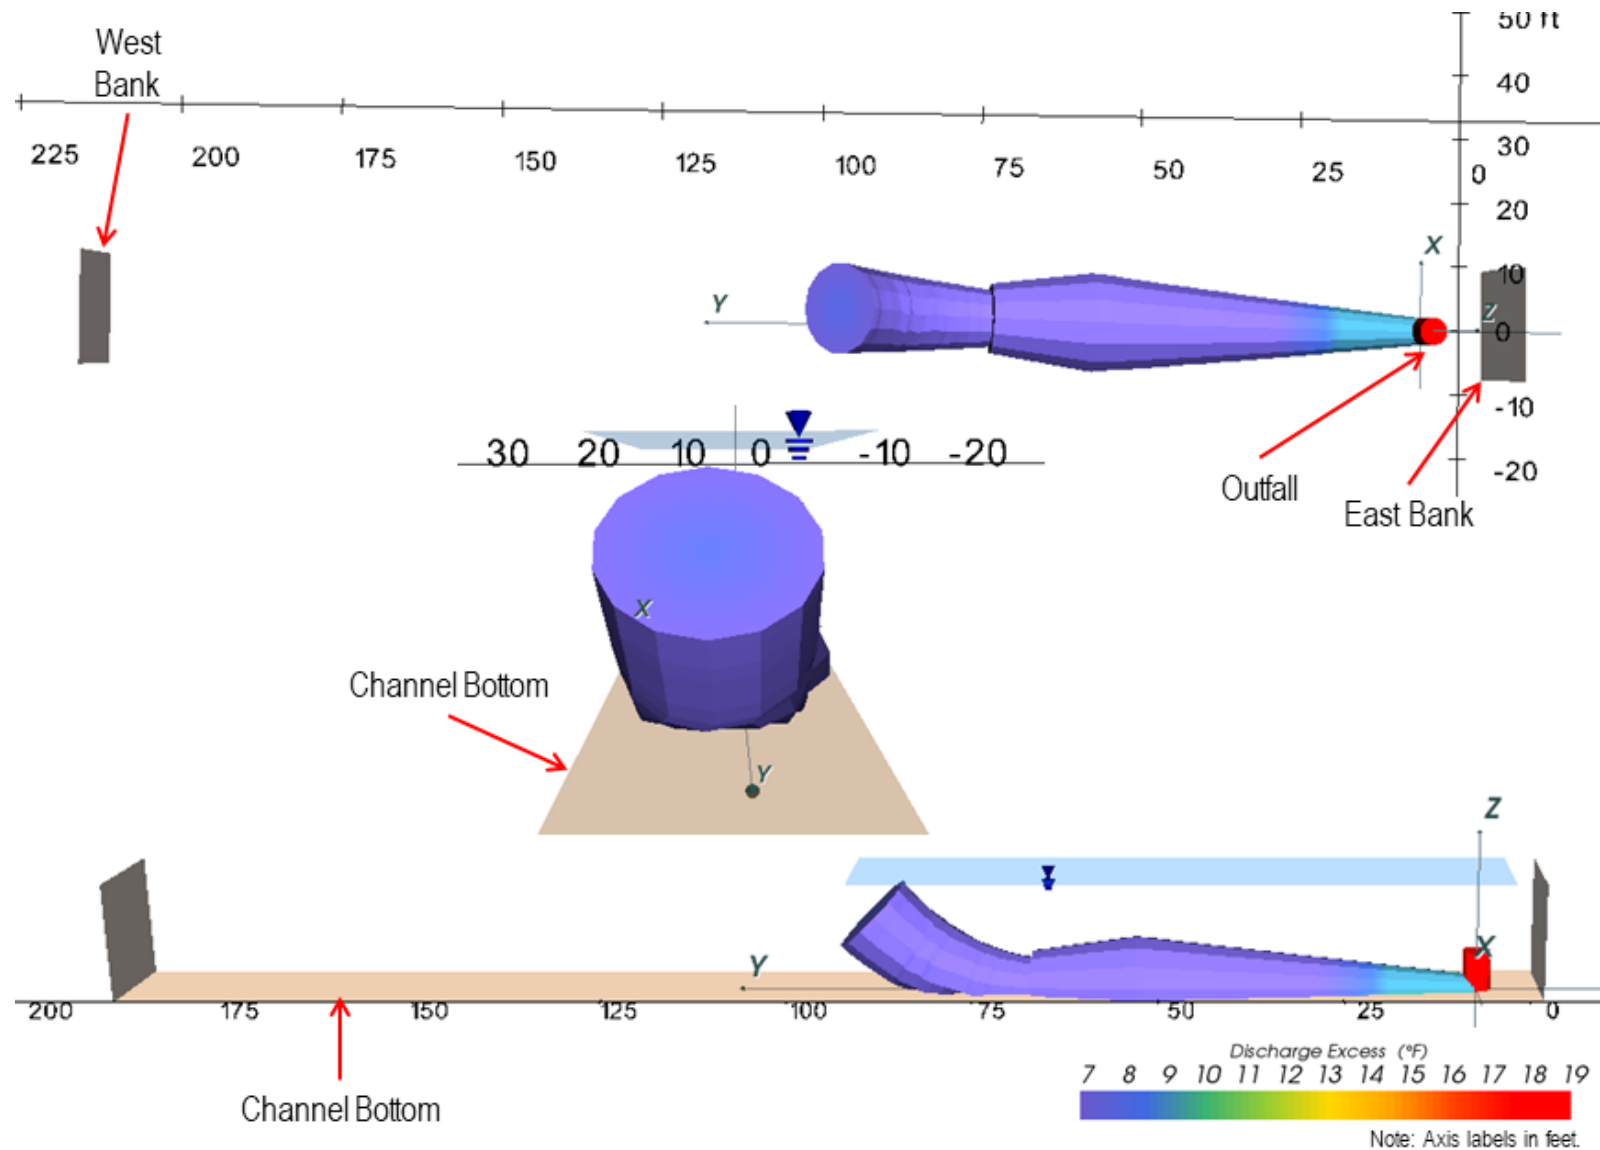 West
Bank
50 ft
40
30
225 200 175 150 125 100 75 50 25 0
20
X
10
Y
Z
0
-10
30 20 10 0 -10 -20
-20
Outfall
East Bank
X
Channel Bottom
Y
Z
X
Y
200 175 150 125 100 75 50 25 0
Discharge Excess (°F)
7 8 9 10 11 12 13 14 15 16 17 18 19
Channel Bottom
Note: Axis labels in feet.